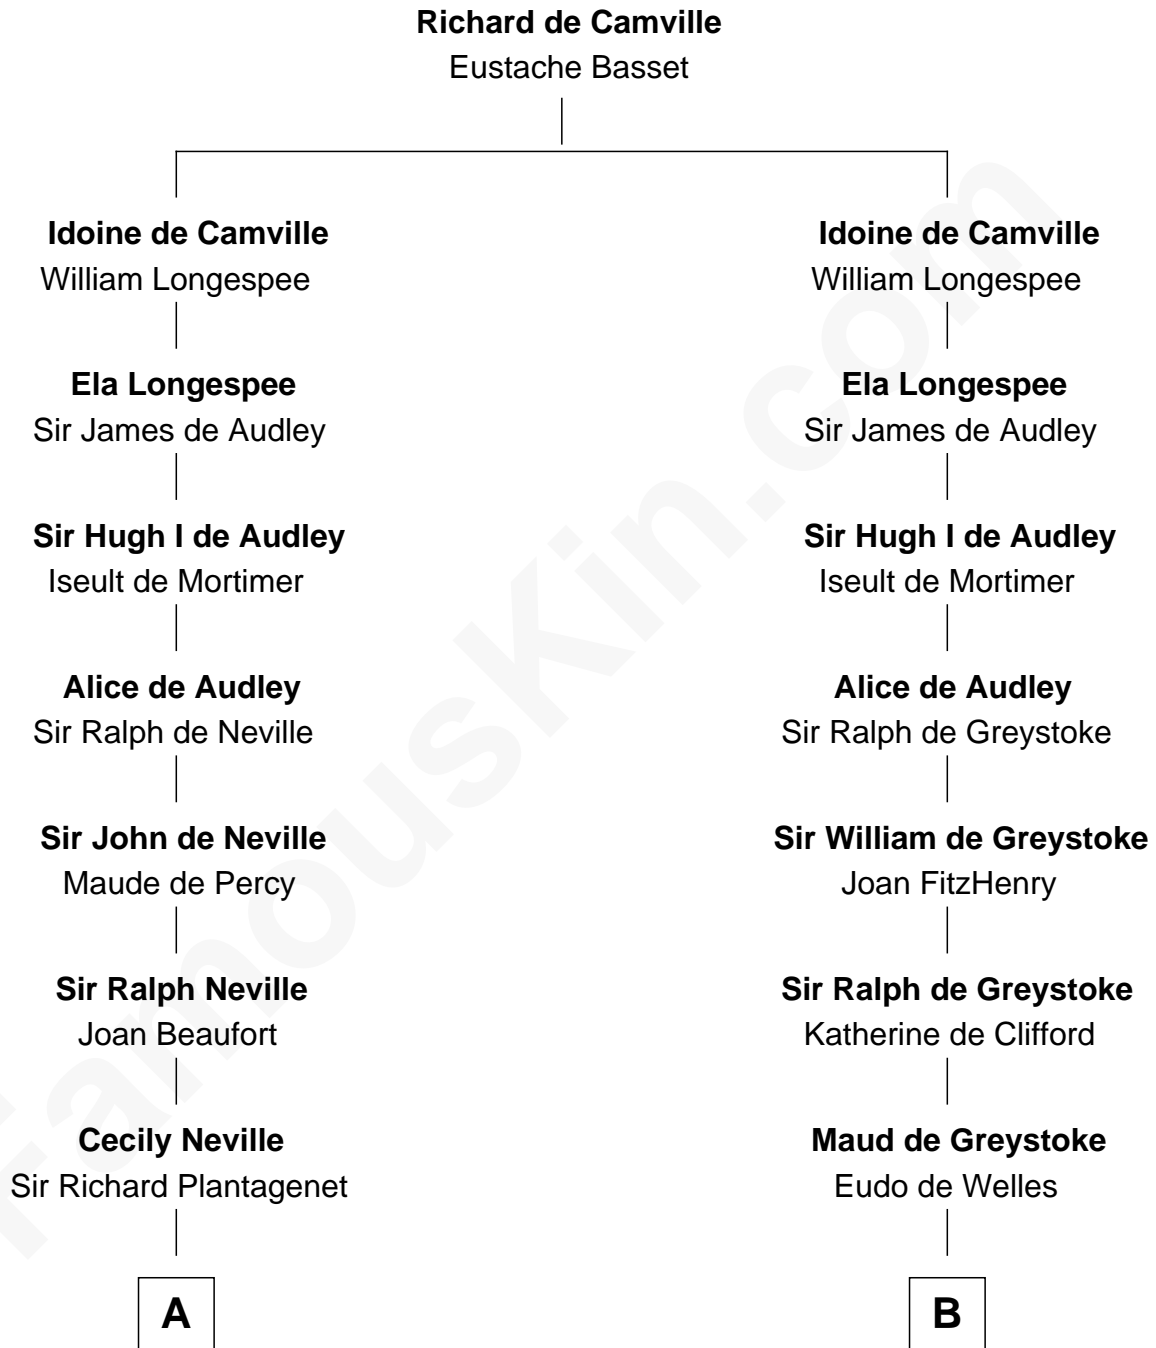 Richard de Camville
Eustache Basset
Idoine de Camville
William Longespee
Ela Longespee
Sir James de Audley
Sir Hugh I de Audley
Iseult de Mortimer
Alice de Audley
Sir Ralph de Neville
Sir John de Neville
Maude de Percy
Sir Ralph Neville
Joan Beaufort
Cecily Neville
Sir Richard Plantagenet
A
Idoine de Camville
William Longespee
Ela Longespee
Sir James de Audley
Sir Hugh I de Audley
Iseult de Mortimer
Alice de Audley
Sir Ralph de Greystoke
Sir William de Greystoke
Joan FitzHenry
Sir Ralph de Greystoke
Katherine de Clifford
Maud de Greystoke
Eudo de Welles
B
FamousKin.com